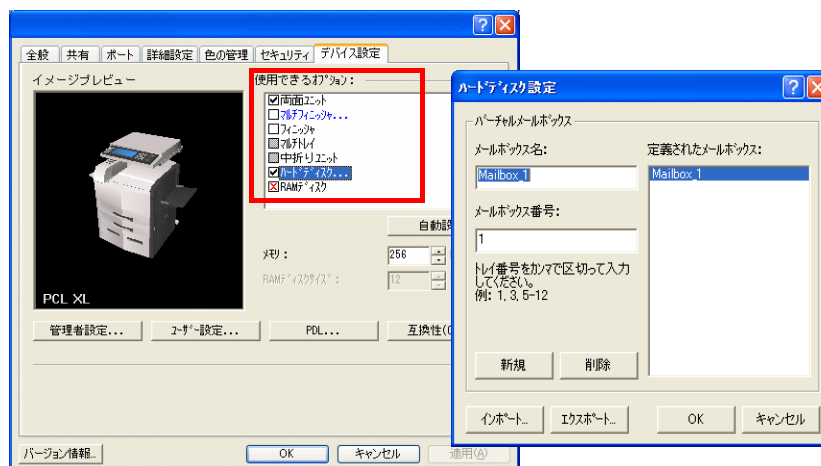 全般 共有 ポート 詳細設定 色の管理 セキュリティ デバイス設定
イメージプレビュー
PCL XL
使用できるｵﾌﾟｼｮﾝ：
両面ﾕﾆｯﾄ
ﾏﾙﾁﾌｨﾆｯｼｬ...
ﾌｨﾆｯｼｬ
ﾏﾙﾁﾄﾚｲ
中折りﾕﾆｯﾄ
ﾊｰﾄﾞﾃﾞｨｽｸ...
RAMﾃﾞｨｽｸ
自動設
ﾒﾓﾘ： 256
RAMﾃﾞｨｽｸｻｲｽﾞ： 12
管理者設定... ﾕｰｻﾞｰ設定... PDL... 互換性(
バージョン情報... OK キャンセル 適用(A)
ﾊｰﾄﾞﾃﾞｨｽｸ設定
ﾊﾞｰﾁｬﾙﾒｰﾙﾎﾞｯｸｽ
ﾒｰﾙﾎﾞｯｸｽ名：
Mailbox_1
ﾒｰﾙﾎﾞｯｸｽ番号：
1
ﾄﾚｲ番号をｶﾝﾏで区切って入力
してください。
例： 1, 3, 5-12
新規 削除
定義されたﾒｰﾙﾎﾞｯｸｽ：
Mailbox_1
ｲﾝﾎﾟｰﾄ... ｴｸｽﾎﾟｰﾄ... OK キャンセル